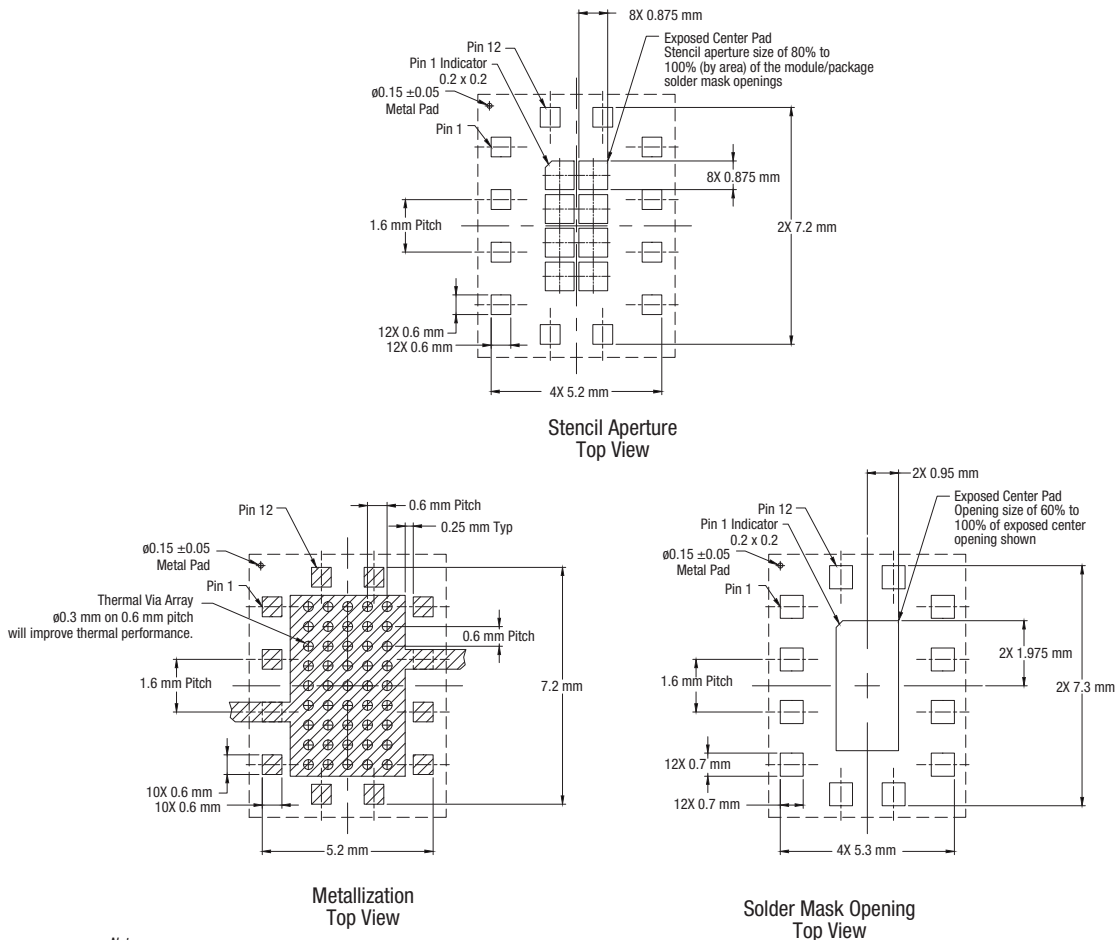 8X 0.875 mm
Pin 12
Pin 1 Indicator
0.2 x 0.2
ø0.15 ±0.05
Metal Pad
Pin 1
Exposed Center Pad
Stencil aperture size of 80% to
100% (by area) of the module/package
solder mask openings
8X 0.875 mm
1.6 mm Pitch
2X 7.2 mm
12X 0.6 mm
12X 0.6 mm
4X 5.2 mm
Stencil Aperture
Top View
Pin 12
0.6 mm Pitch
0.25 mm Typ
ø0.15 ±0.05
Metal Pad
Pin 1
Thermal Via Array
ø0.3 mm on 0.6 mm pitch
will improve thermal performance.
0.6 mm Pitch
1.6 mm Pitch
7.2 mm
10X 0.6 mm
10X 0.6 mm
5.2 mm
Metallization
Top View
2X 0.95 mm
Pin 12
Pin 1 Indicator
0.2 x 0.2
ø0.15 ±0.05
Metal Pad
Pin 1
Exposed Center Pad
Opening size of 60% to
100% of exposed center
opening shown
2X 1.975 mm
1.6 mm Pitch
2X 7.3 mm
12X 0.7 mm
12X 0.7 mm
4X 5.3 mm
Solder Mask Opening
Top View